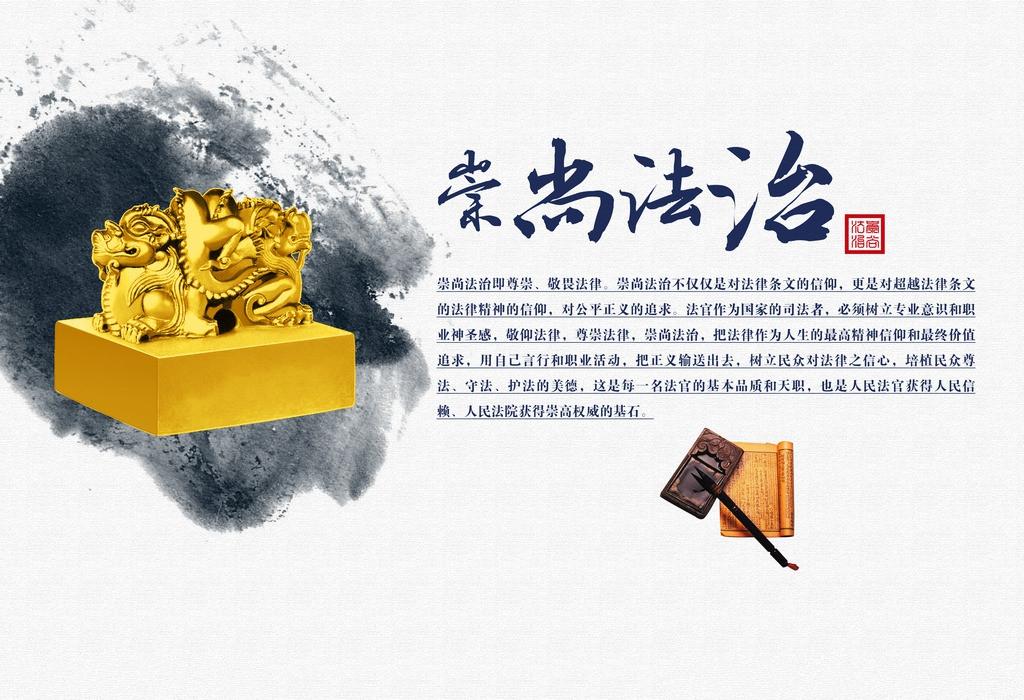 崇尚法治
崇尚法治即尊崇、敬畏法律。崇尚法治不仅仅是对法律条文的信仰，更是对超越法律条文
的法律精神的信仰，对公平正义的追求。法官作为国家的司法者，必须树立专业意识和职
业神圣感，敬仰法律，尊崇法律，崇尚法治，把法律作为人生的最高精神信仰和最终价值
追求，用自己言行和职业活动，把正义输送出去，树立民众对法律之信心，培植民众尊
法、守法、护法的美德，这是每一名法官的基本品质和天职，也是人民法官获得人民信
赖、人民法院获得崇高权威的基石。